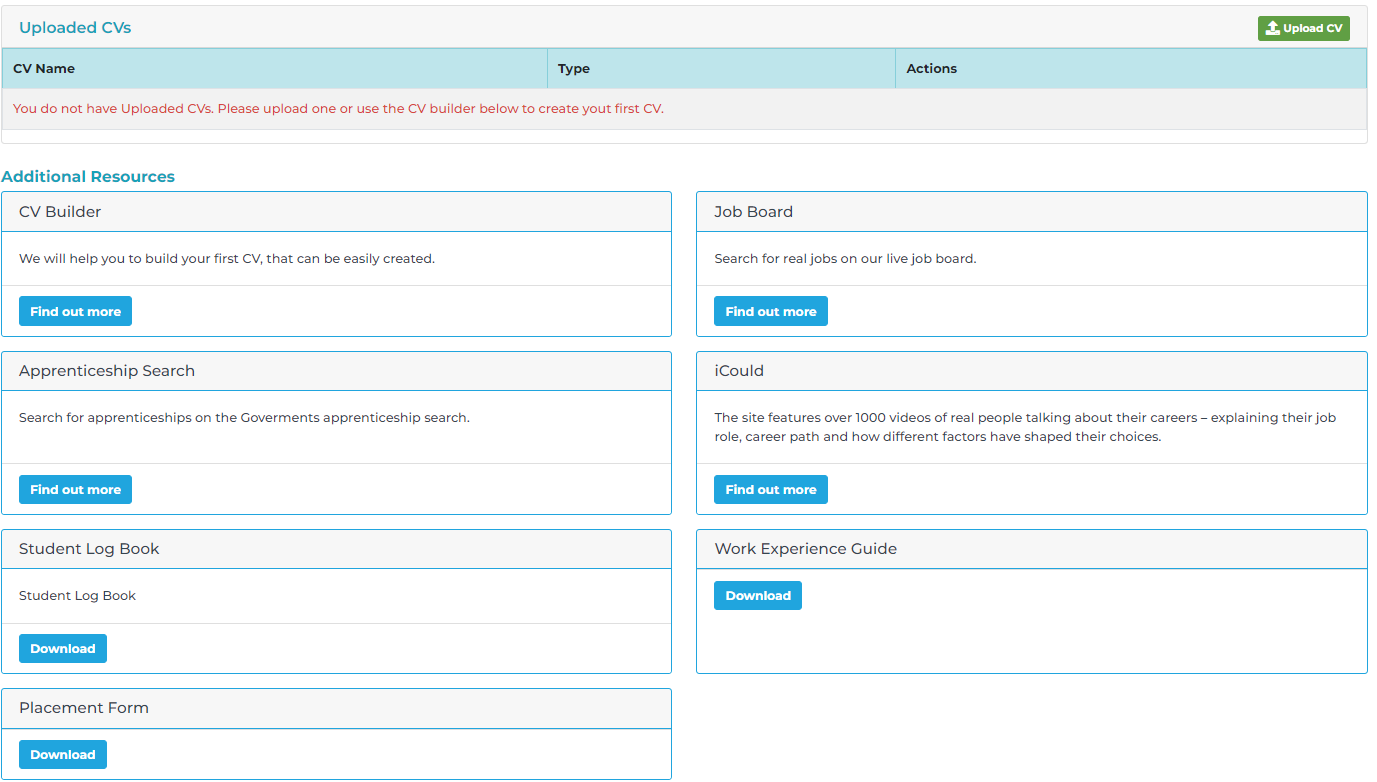 Uploaded CVs
Upload CV
CV Name Type Actions
You do not have Uploaded CVs. Please upload one or use the CV builder below to create yout first CV.
Additional Resources
CV Builder
We will help you to build your first CV, that can be easily created.
Find out more
Job Board
Search for real jobs on our live job board.
Find out more
Apprenticeship Search
Search for apprenticeships on the Goverments apprenticeship search.
Find out more
iCould
The site features over 1000 videos of real people talking about their careers – explaining their job
role, career path and how different factors have shaped their choices.
Find out more
Student Log Book
Student Log Book
Download
Work Experience Guide
Download
Placement Form
Download